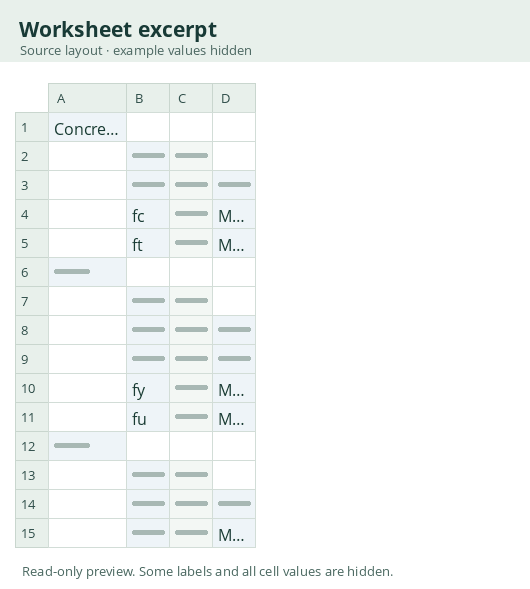 Worksheet excerpt
Source layout · example values hidden
A B C D
1 Concre...
2
3
4 fc M...
5 ft M...
6
7
8
9
10 fy M...
11 fu M...
12
13
14
15 M...
Read-only preview. Some labels and all cell values are hidden.